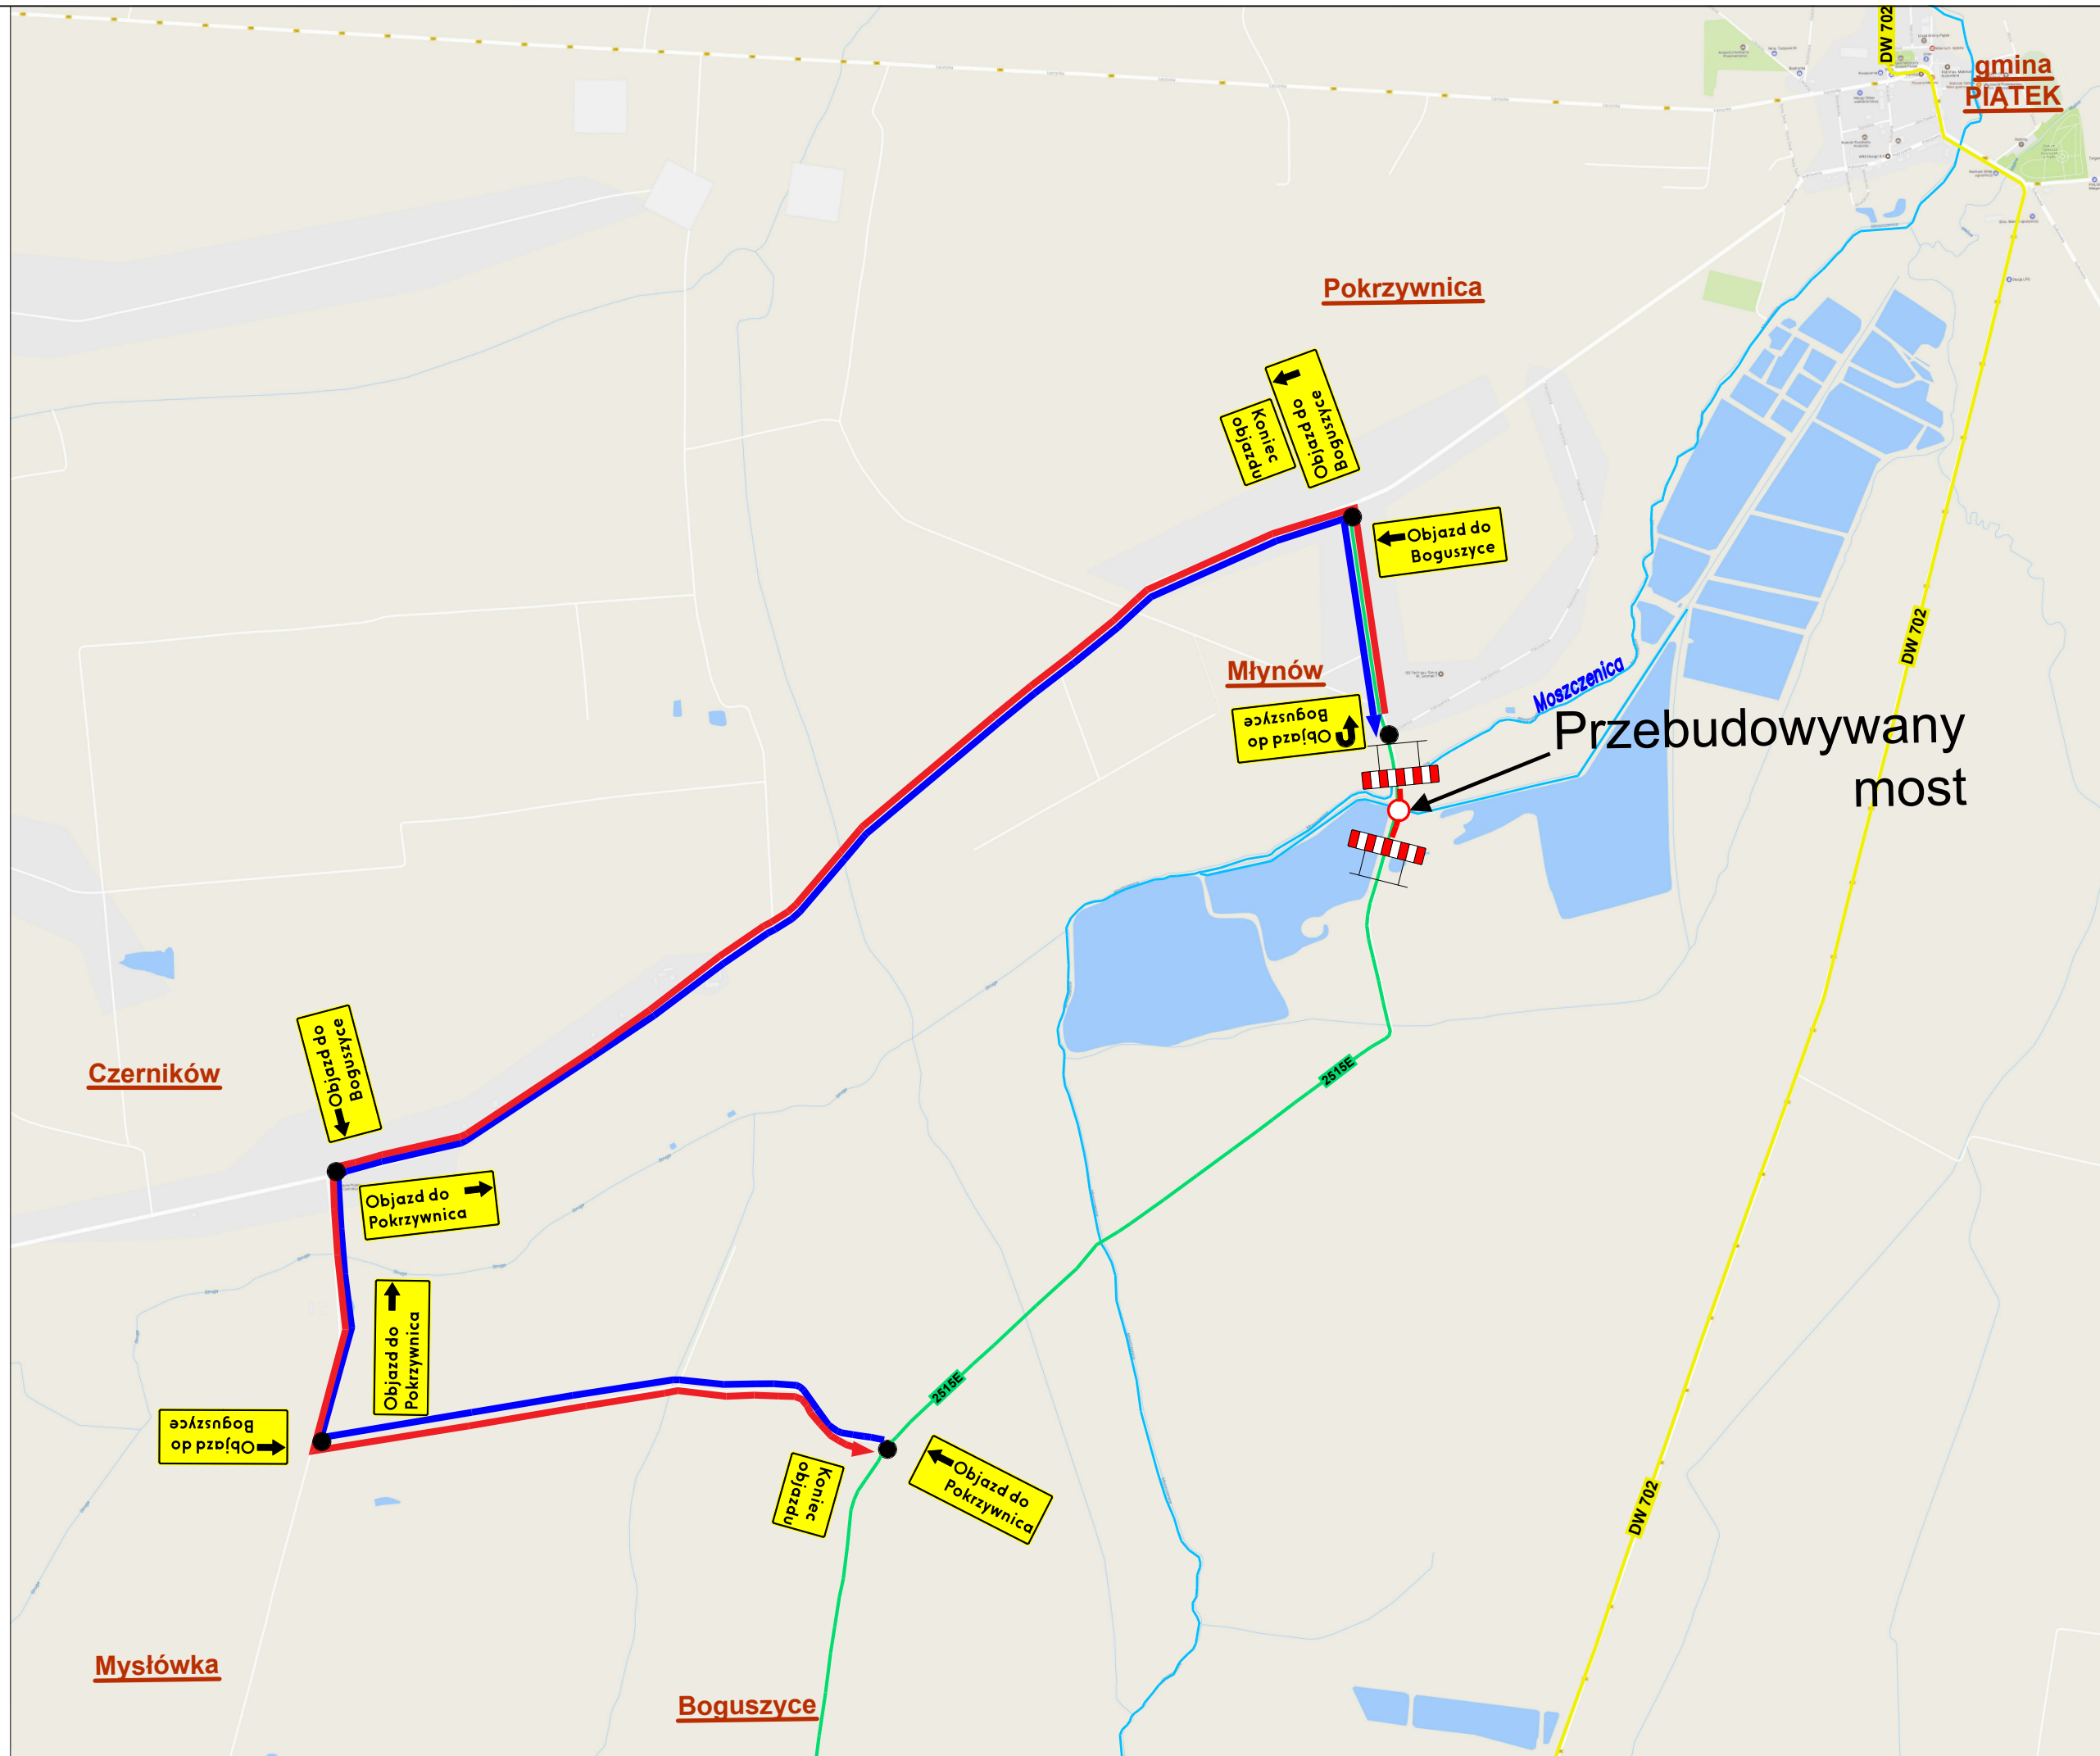 DW 702
gmina
PIĄTEK
Pokrzywnica
Objazd do
Boguszyce
Koniec
objazdu
Objazd do
Boguszyce
Młynów
Objazd do
Boguszyce
Moszczenica
Przebudowywany
most
DW 702
Czerników
Objazd do
Boguszyce
Objazd do
Pokrzywnica
2515E
Objazd do
Pokrzywnica
Objazd do
Boguszyce
2515E
Koniec
objazdu
Objazd do
Pokrzywnica
DW 702
Mysłówka
Boguszyce